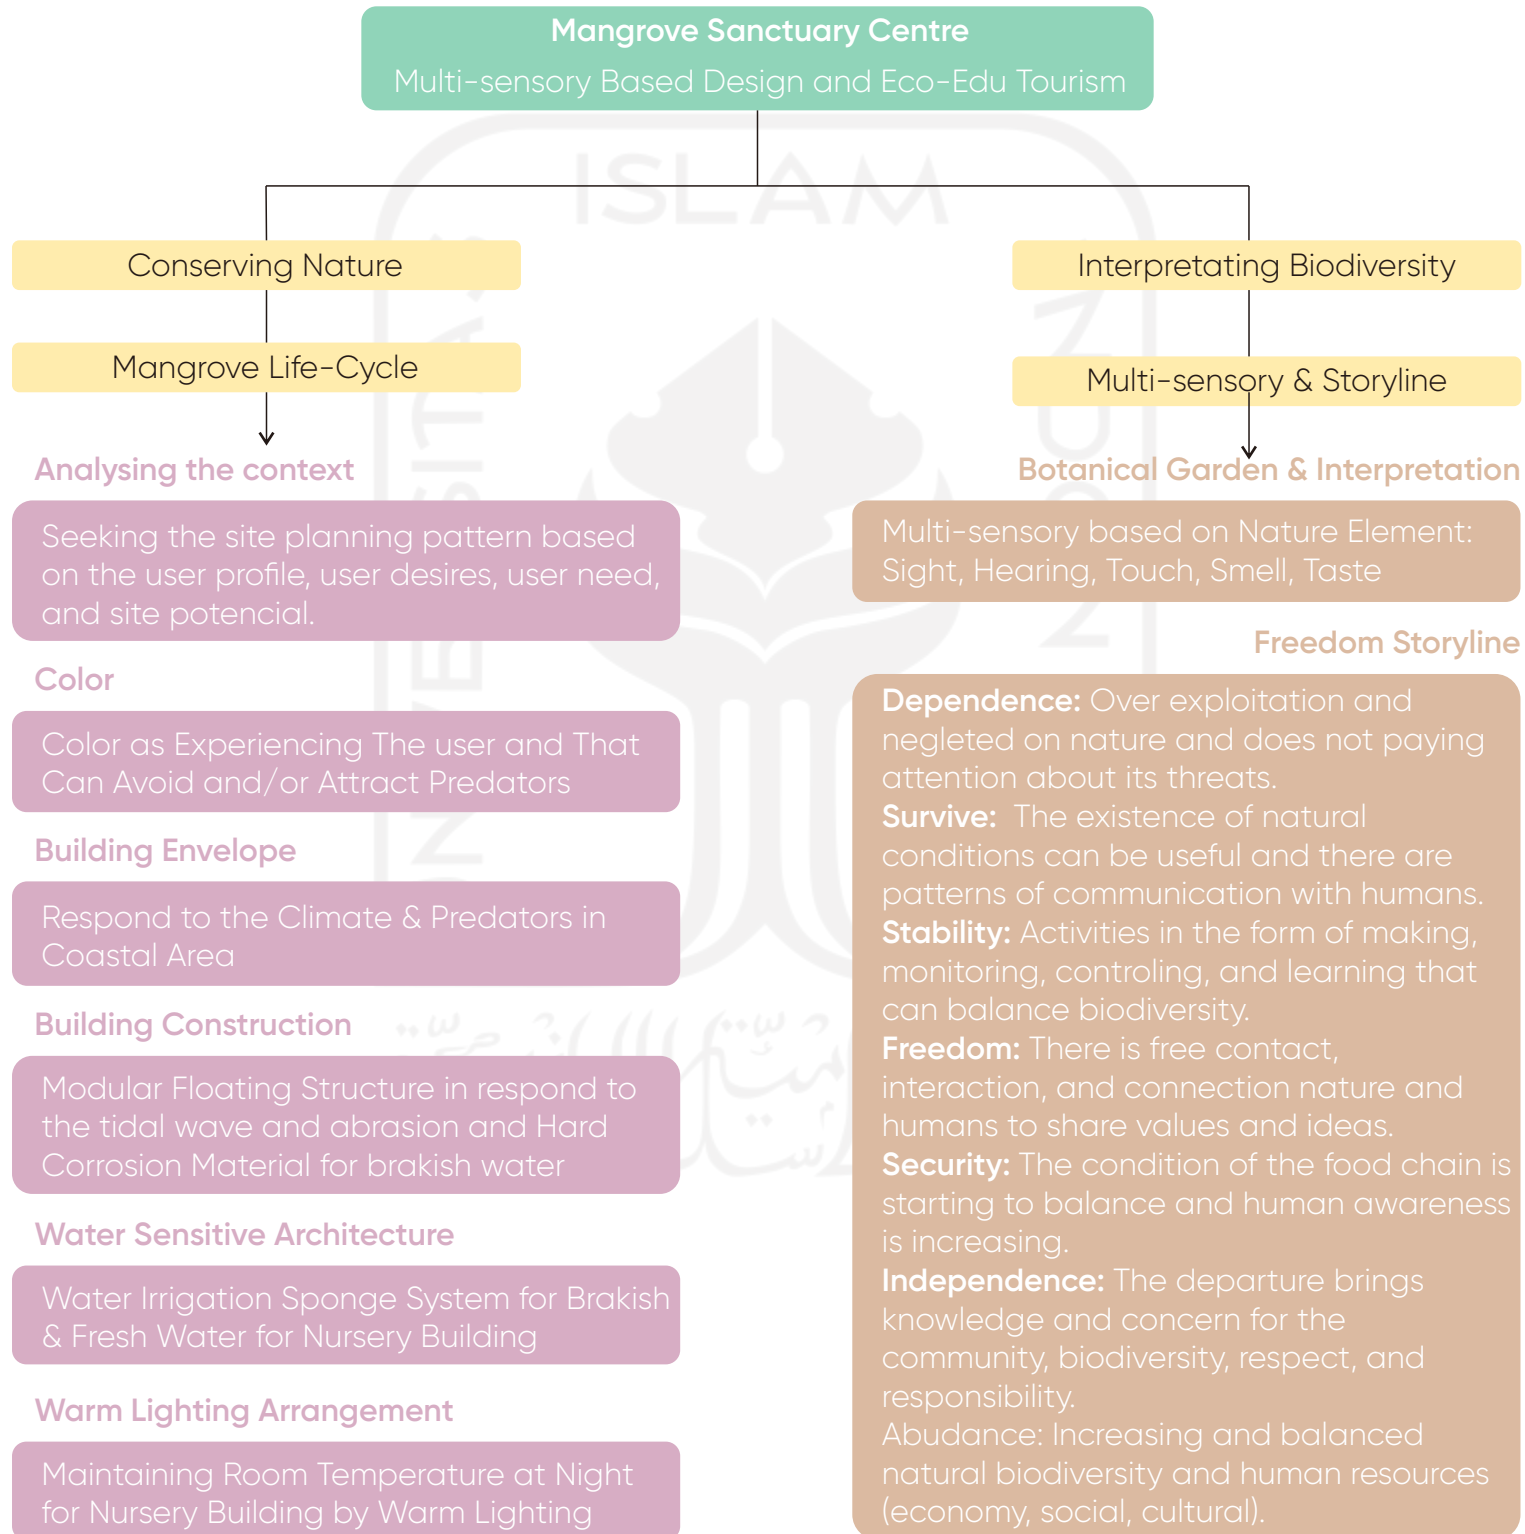 Mangrove Sanctuary Centre
Multi-sensory Based Design and Eco-Edu Tourism
ISLAM
UNIVERSITAS
Conserving Nature
Mangrove Life-Cycle
Analysing the context
Seeking the site planning pattern based
on the user profile, user desires, user need,
and site potencial.
Color
Color as Experiencing The user and That
Can Avoid and/or Attract Predators
Building Envelope
Respond to the Climate & Predators in
Coastal Area
Building Construction
Modular Floating Structure in respond to
the tidal wave and abrasion and Hard
Corrosion Material for brakish water
Water Sensitive Architecture
Water Irrigation Sponge System for Brakish
& Fresh Water for Nursery Building
Warm Lighting Arrangement
Maintaining Room Temperature at Night
for Nursery Building by Warm Lighting
Interpretating Biodiversity
Multi-sensory & Storyline
Botanical Garden & Interpretation
Multi-sensory based on Nature Element:
Sight, Hearing, Touch, Smell, Taste
Freedom Storyline
Dependence: Over exploitation and
negleted on nature and does not paying
attention about its threats.
Survive: The existence of natural
conditions can be useful and there are
patterns of communication with humans.
Stability: Activities in the form of making,
monitoring, controling, and learning that
can balance biodiversity.
Freedom: There is free contact,
interaction, and connection nature and
humans to share values and ideas.
Security: The condition of the food chain is
starting to balance and human awareness
is increasing.
Independence: The departure brings
knowledge and concern for the
community, biodiversity, respect, and
responsibility.
Abudance: Increasing and balanced
natural biodiversity and human resources
(economy, social, cultural).